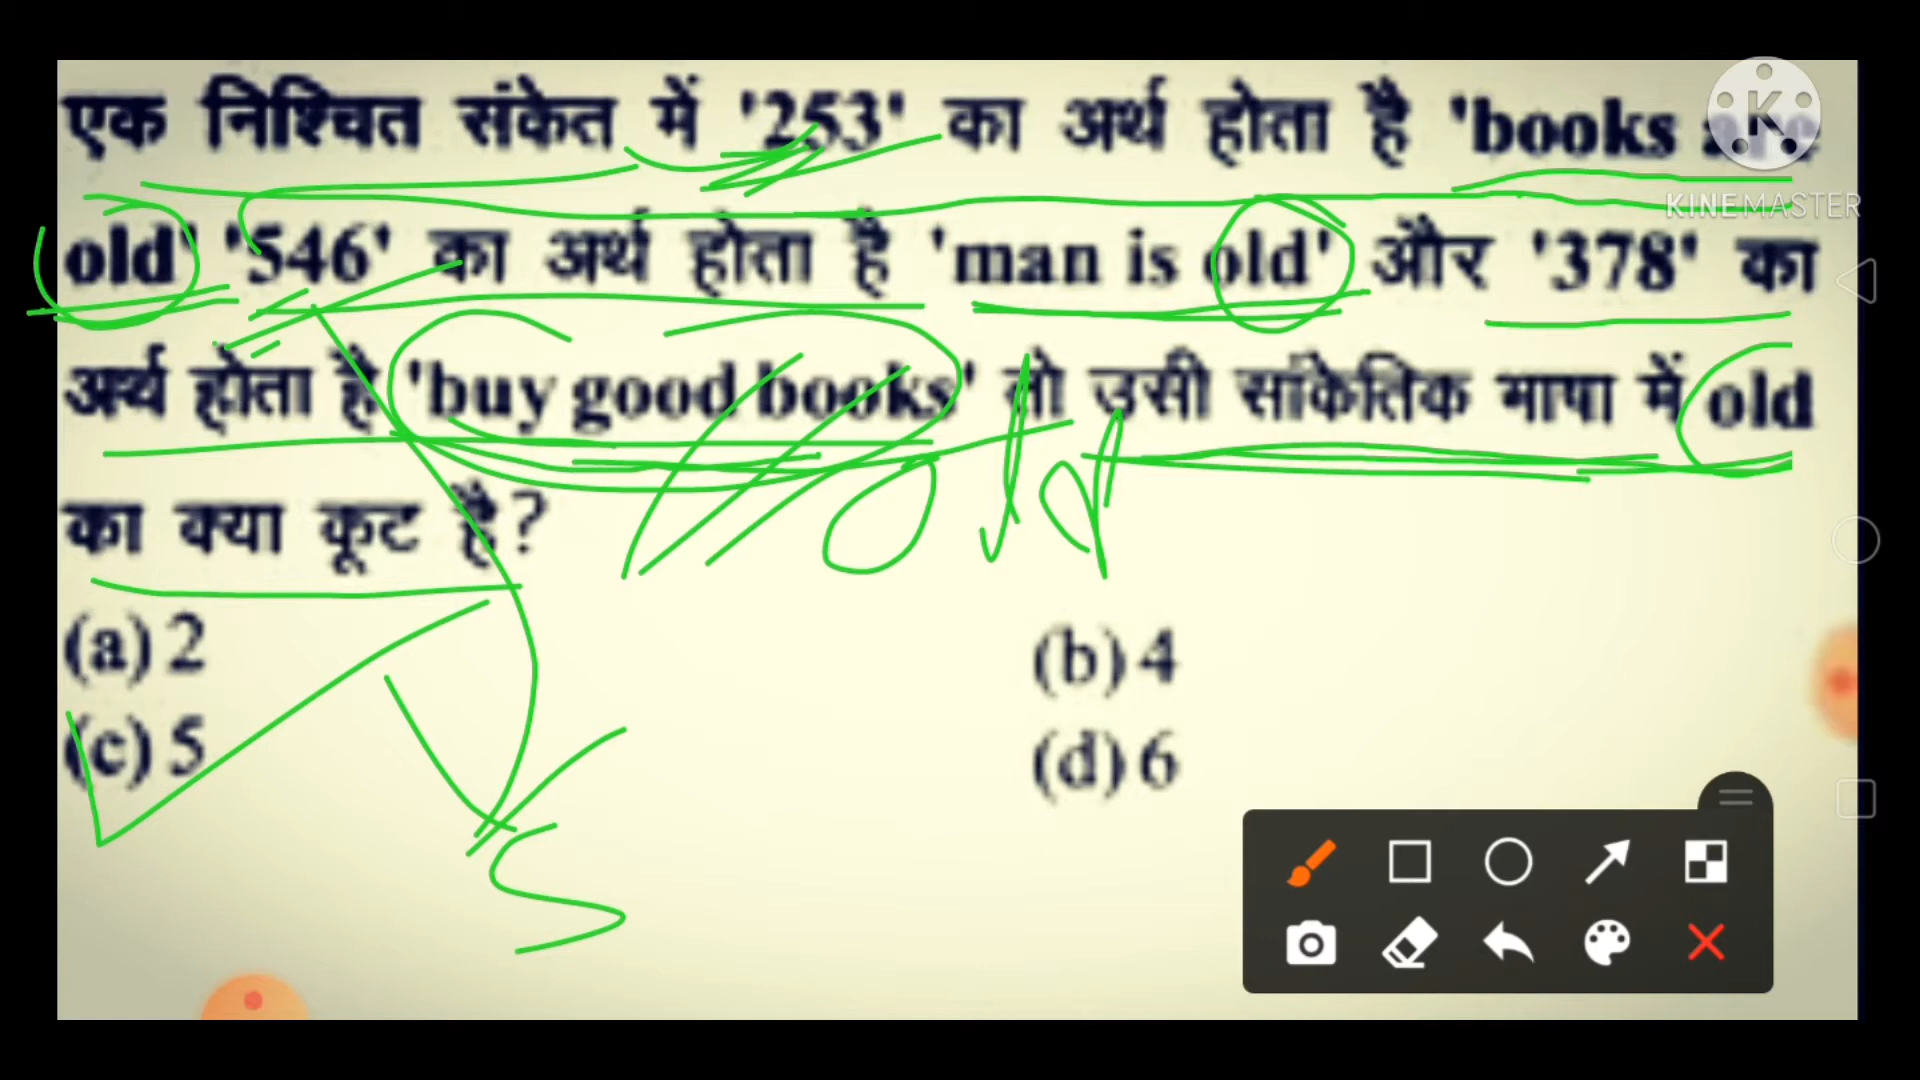 एक निश्चित संकेत में '253' का अर्थ होता है 'books are
old' '546' का अर्थ होता है 'man is old' और '378' का
अर्थ होता है 'buy good books' तो उसी सांकेतिक भाषा में old
का क्या कूट है?
(a) 2 (b) 4
(c) 5 (d) 6
old
5
K
KINEMASTER